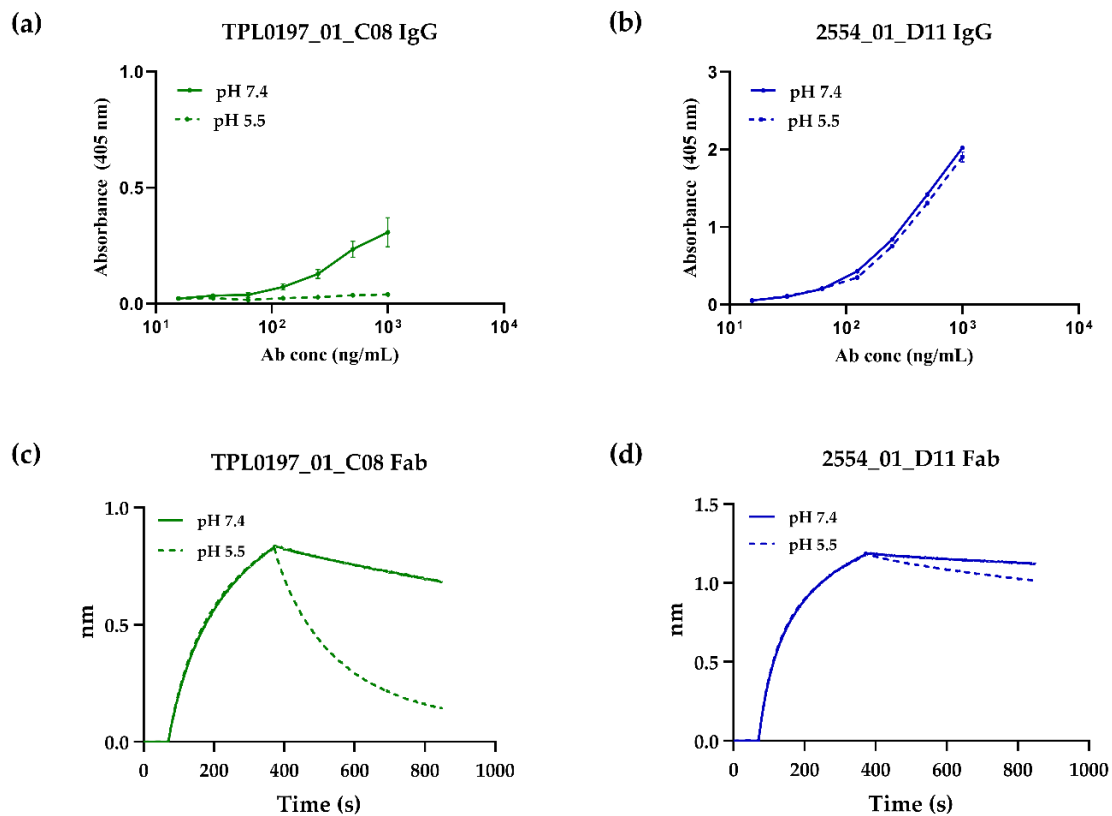 (a)
TPL0197_01_C08 IgG
Absorbance (405 nm)
1.0
0.5
0.0
pH 7.4
pH 5.5
10¹
10²
10³
10⁴
Ab conc (ng/mL)
(b)
2554_01_D11 IgG
Absorbance (405 nm)
3
2
1
0
pH 7.4
pH 5.5
10¹
10²
10³
10⁴
Ab conc (ng/mL)
(c)
TPL0197_01_C08 Fab
nm
1.0
0.5
0.0
pH 7.4
pH 5.5
0
200
400
600
800
1000
Time (s)
(d)
2554_01_D11 Fab
nm
1.5
1.0
0.5
0.0
pH 7.4
pH 5.5
0
200
400
600
800
1000
Time (s)